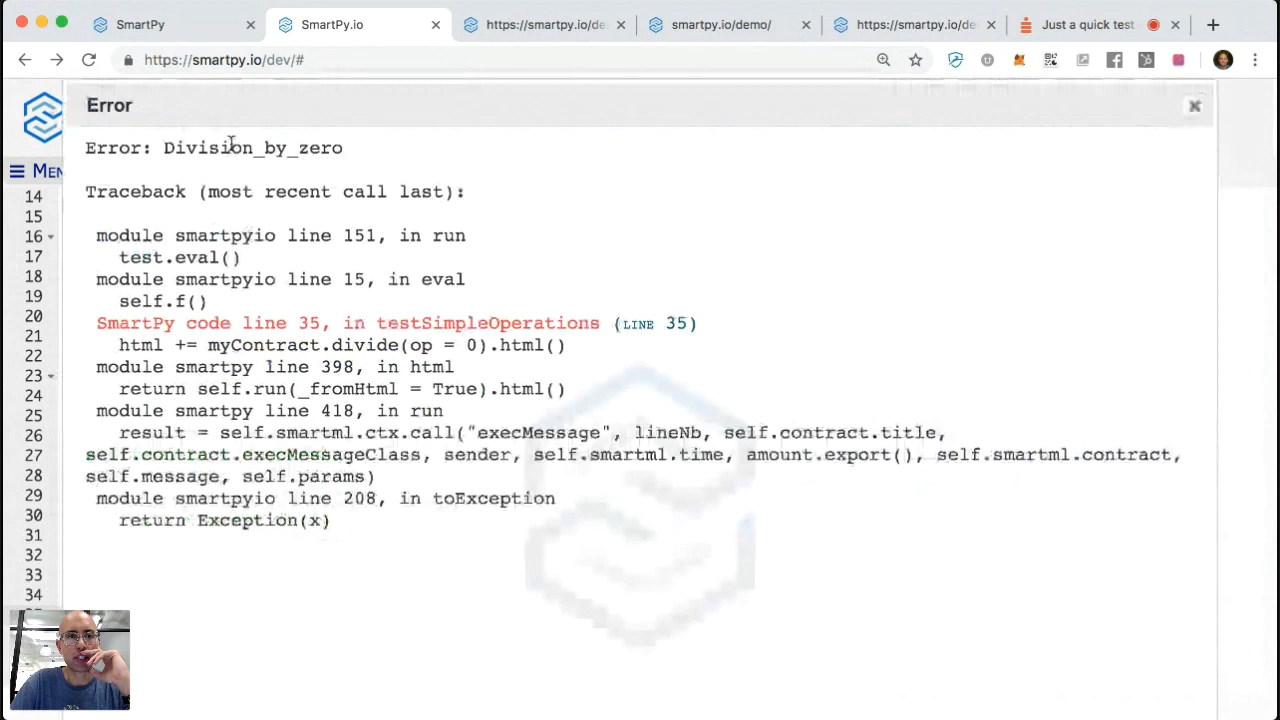 SmartPy
SmartPy.io
https://smartpy.io/de
smartpy.io/demo/
https://smartpy.io/de
Just a quick test
https://smartpy.io/dev/#
Error
Error: Division_by_zero
Men
Traceback (most recent call last):
14
15
module smartpyio line 151, in run
16
test.eval()
17
module smartpyio line 15, in eval
18
self.f()
19
SmartPy code line 35, in testSimpleOperations (LINE 35)
20
html += myContract.divide(op = 0).html()
21
module smartpy line 398, in html
22
return self.run(_fromHtml = True).html()
23
24
module smartpy line 418, in run
25
result = self.smartml.ctx.call("execMessage", lineNb, self.contract.title,
26
self.contract.execMessageClass, sender, self.smartml.time, amount.export(), self.smartml.contract,
27
self.message, self.params)
28
module smartpyio line 208, in toException
29
return Exception(x)
30
31
32
33
34